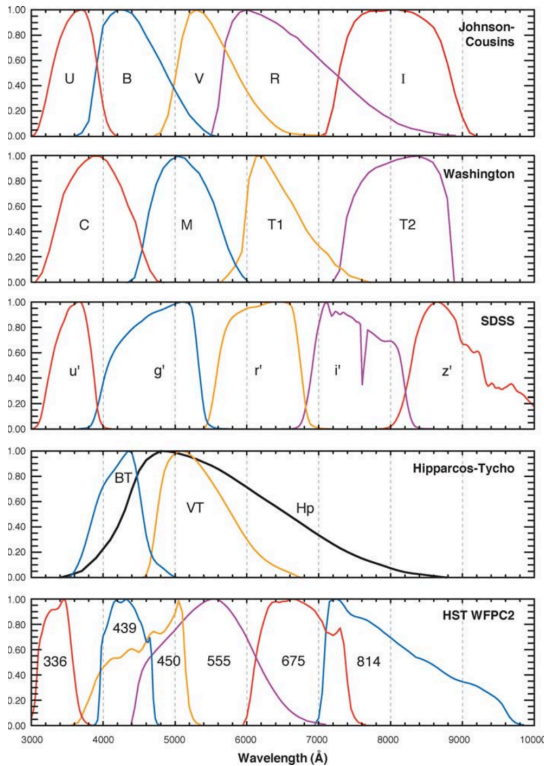 1.00
0.80
0.60
0.40
0.20
0.00
Johnson-
Cousins
U B V R I
1.00
0.80
0.60
0.40
0.20
0.00
Washington
C M T1 T2
1.00
0.80
0.60
0.40
0.20
0.00
SDSS
u' g' r' i' z'
1.00
0.80
0.60
0.40
0.20
0.00
Hipparcos-Tycho
BT VT Hp
1.00
0.80
0.60
0.40
0.20
0.00
HST WFPC2
336 439 450 555 675 814
3000 4000 5000 6000 7000 8000 9000 10000
Wavelength (Å)